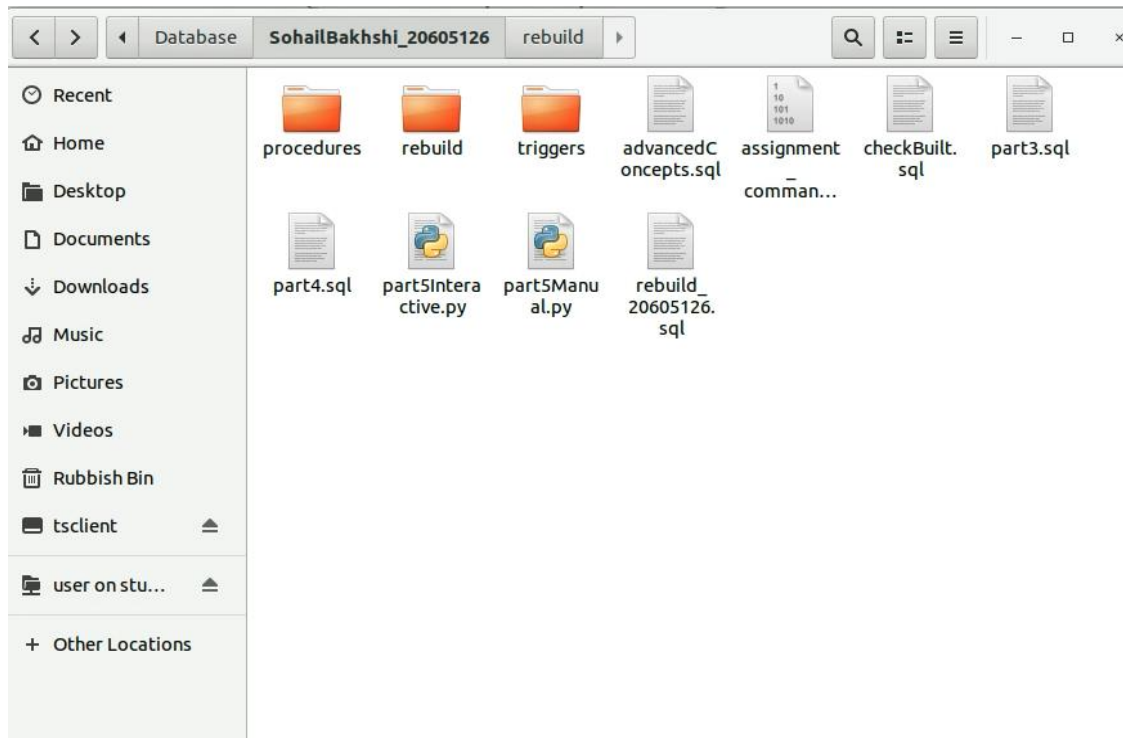 Database
SohailBakhshi_20605126
rebuild
Recent
Home
Desktop
Documents
Downloads
Music
Pictures
Videos
Rubbish Bin
tsclient
user on stu…
+ Other Locations
procedures
rebuild
triggers
advancedC
oncepts.sql
assignment
_
comman…
checkBuilt.
sql
part3.sql
part4.sql
part5Intera
ctive.py
part5Manu
al.py
rebuild_
20605126.
sql
1
10
101
1010